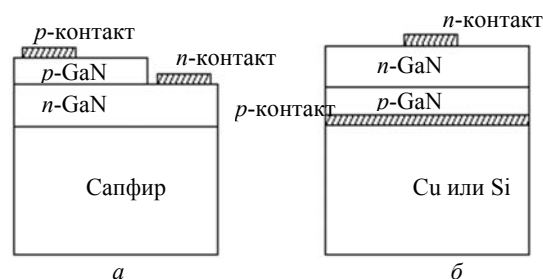 p-контакт
n-контакт
p-GaN
n-GaN
Сапфир
а
n-контакт
n-GaN
p-GaN
p-контакт
Cu или Si
б